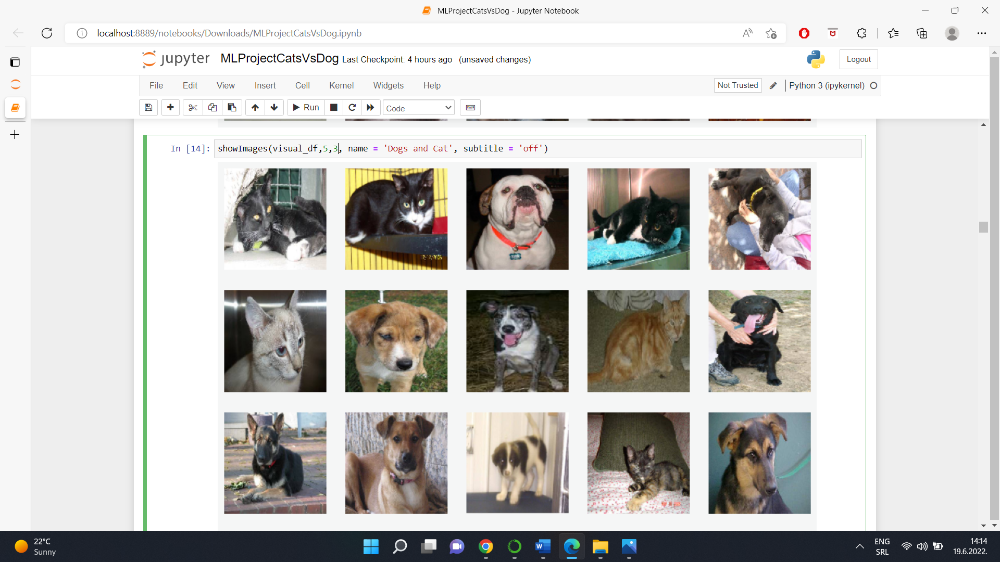 MLProjectCatsVsDog - Jupyter Notebook
localhost:8889/notebooks/Downloads/MLProjectCatsVsDog.ipynb
jupyter MLProjectCatsVsDog Last Checkpoint: 4 hours ago (unsaved changes)
Logout
File Edit View Insert Cell Kernel Widgets Help
Not Trusted
Python 3 (ipykernel)
Run
Code
In [14]: showImages(visual_df,5,3, name = 'Dogs and Cat', subtitle = 'off')
22°C
Sunny
ENG
SRL
14:14
19.6.2022.